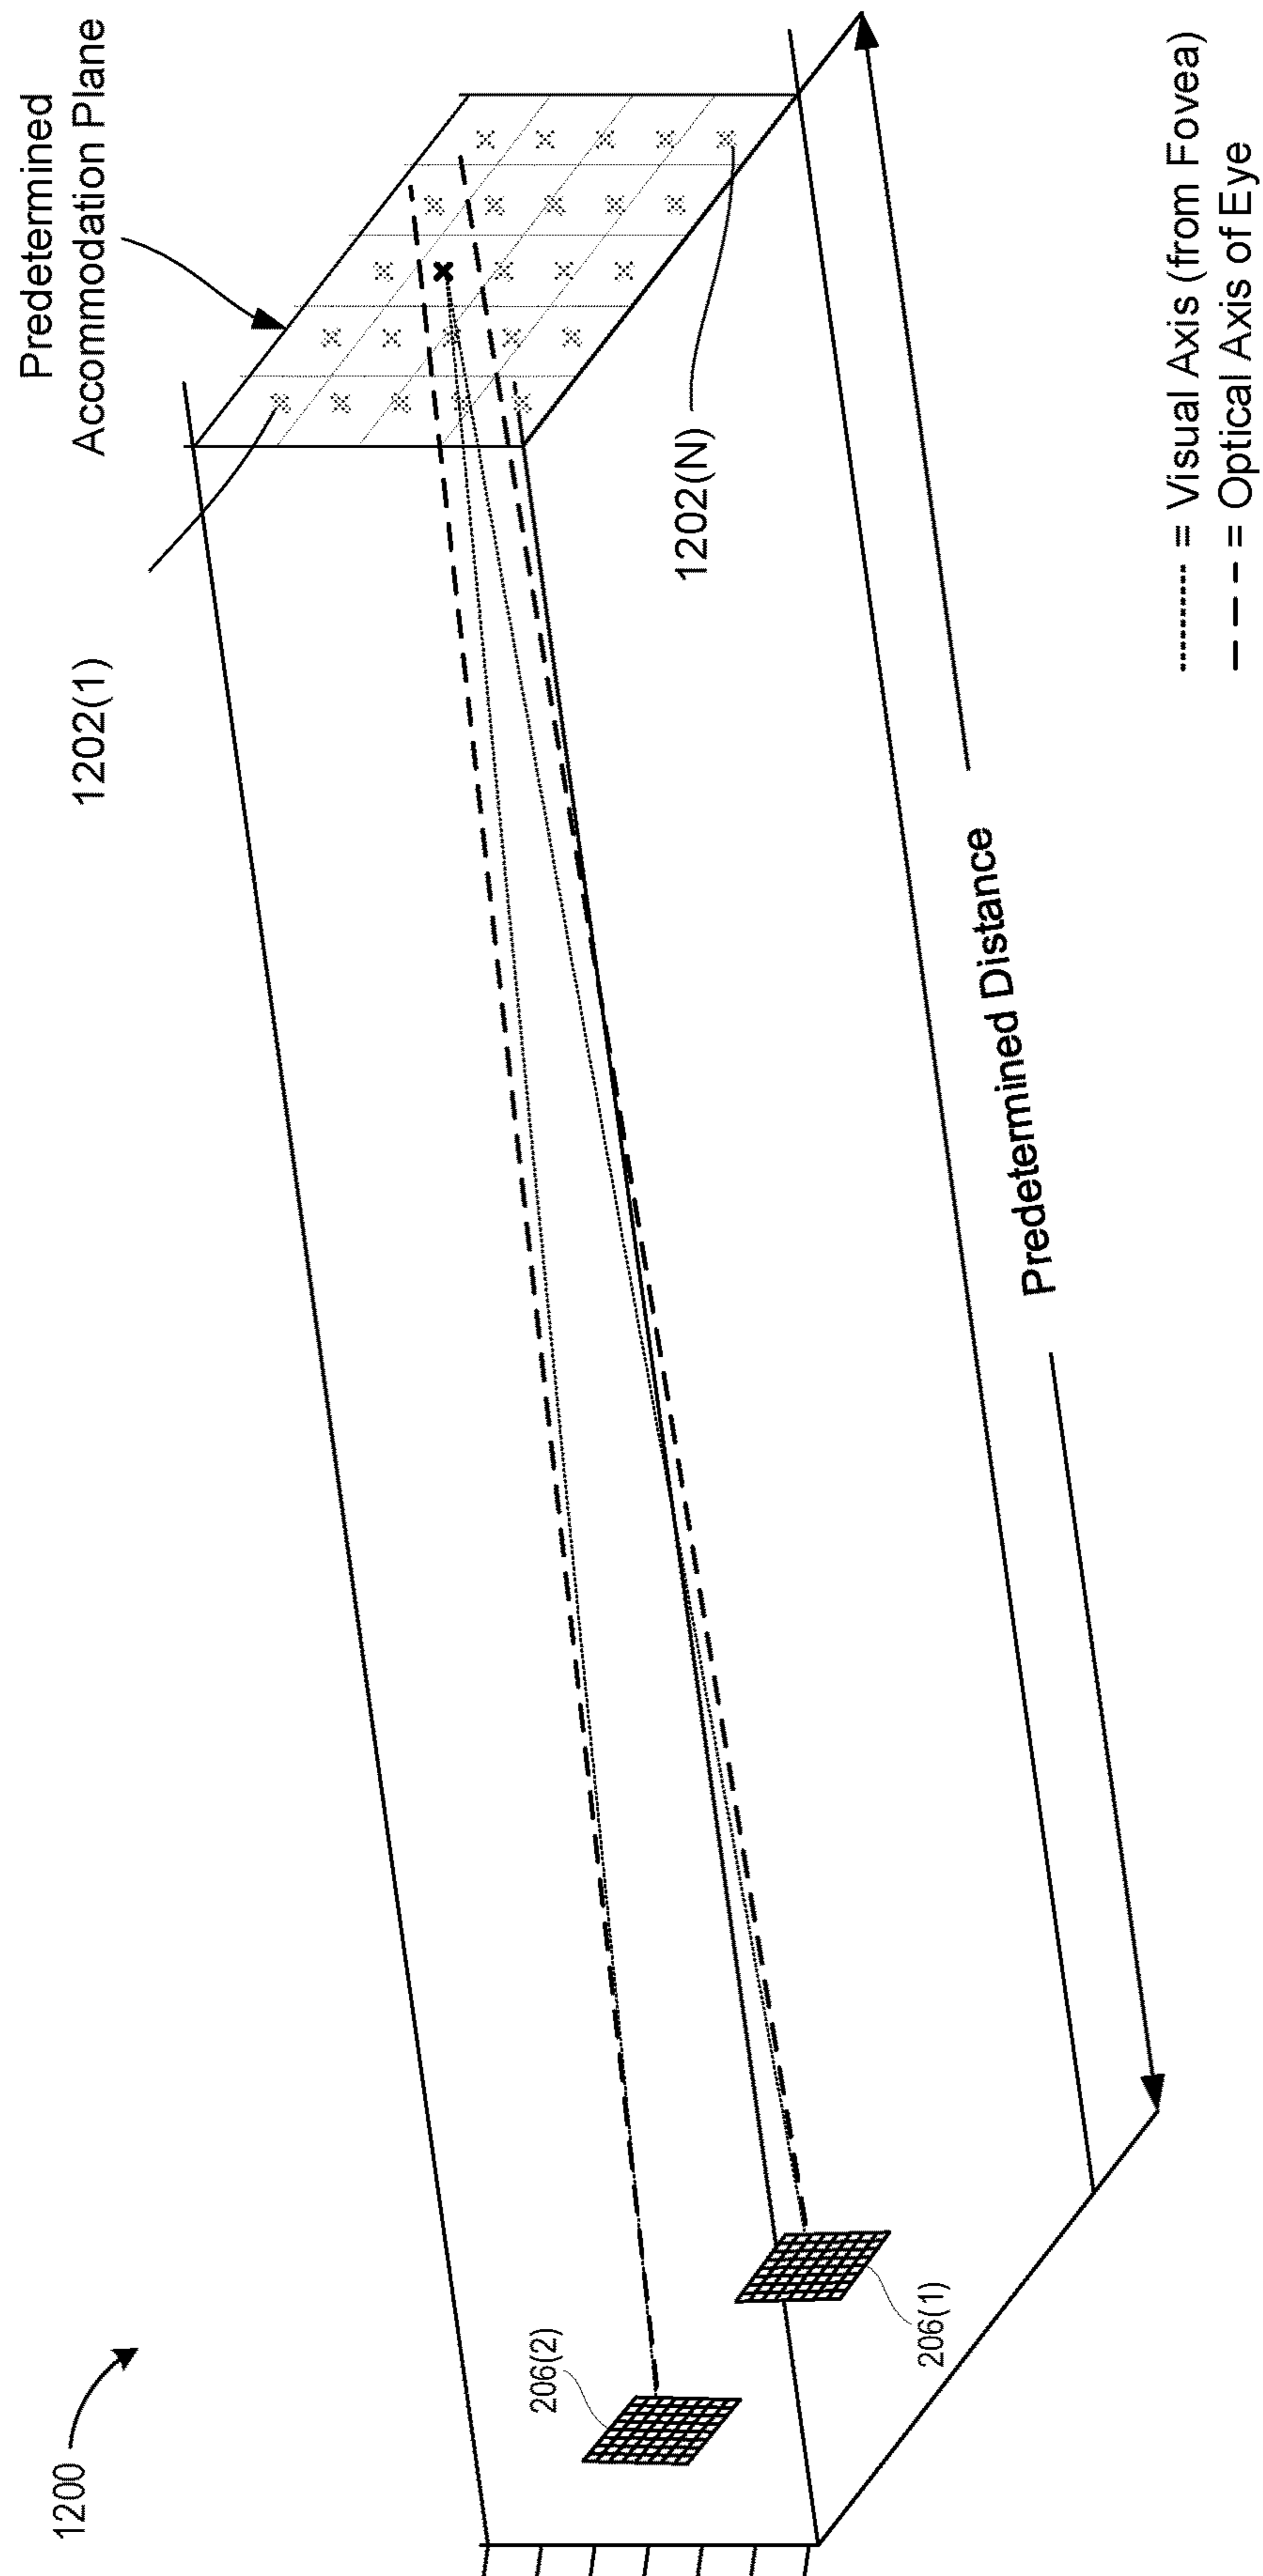 1200
206(2)
206(1)
Predetermined Distance
1202(1)
1202(N)
Predetermined
Accommodation Plane
= Visual Axis (from Fovea)
= Optical Axis of Eye